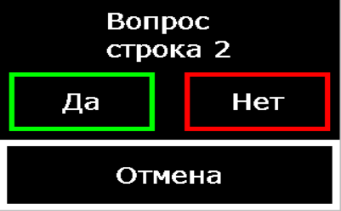 Вопрос
строка 2
Да
Нет
Отмена